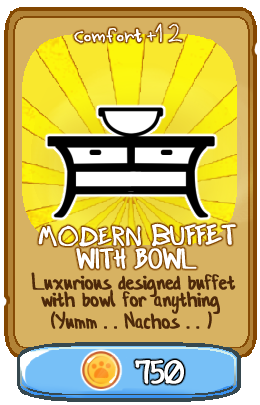 comfort +12
MODERN BUFFET
WITH BOWL
Luxurious designed buffet
with bowl for anything
(Yumm . . Nachos . . )
750